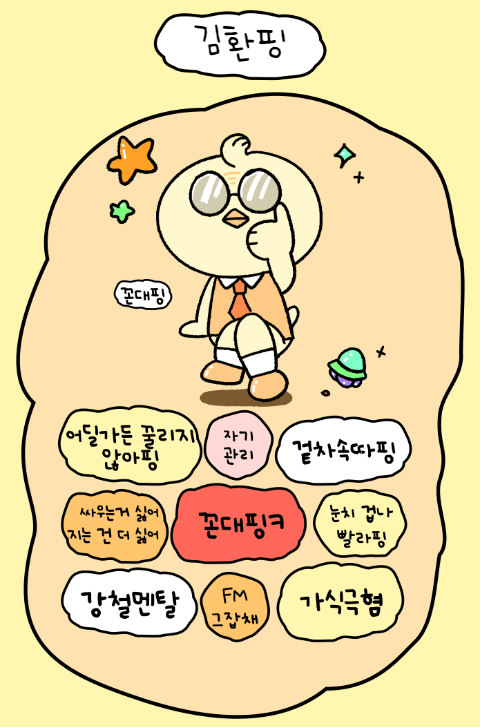 김환핑
꼰대핑
어딜가든 꿀리지
않아핑
자기
관리
겉차속따핑
싸우는거 싫어
지는 건 더 싫어
꼰대핑ㅋ
눈치 겁나
빨라핑
강철멘탈
FM
그잡채
가식극혐